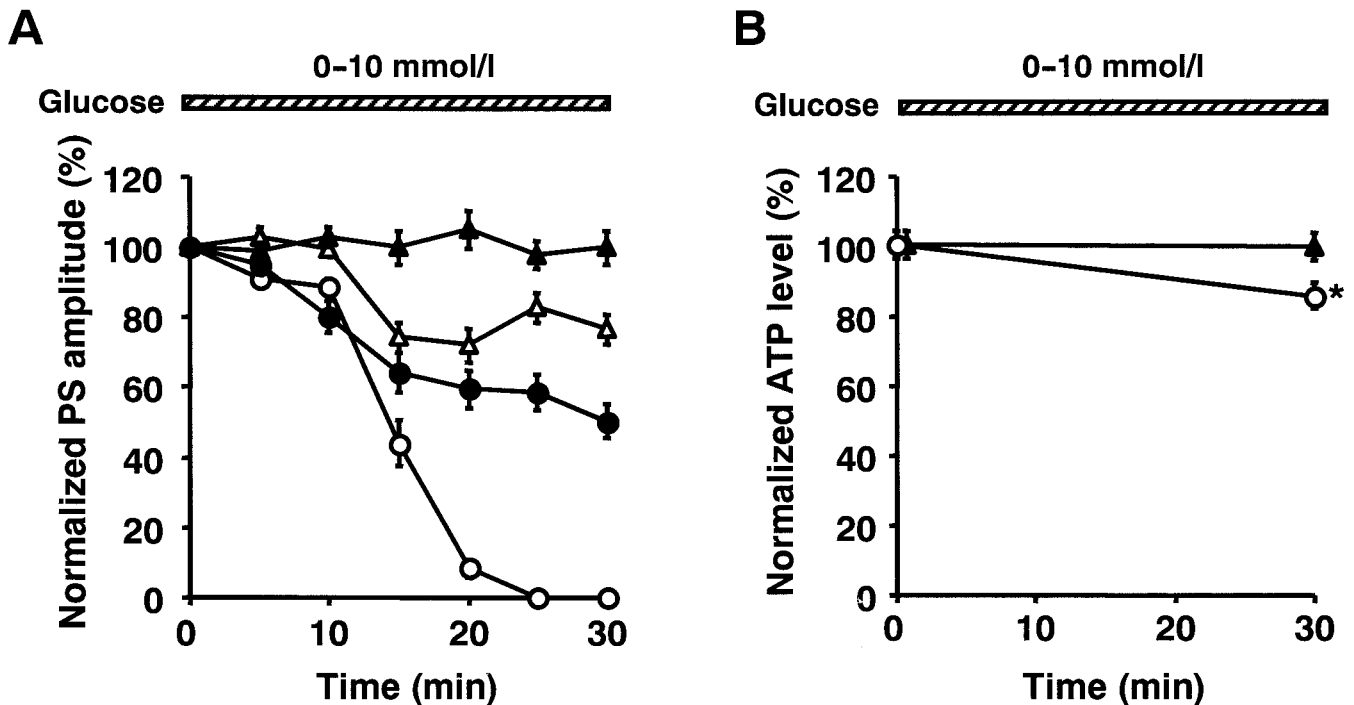 A
0–10 mmol/l
Glucose
Normalized PS amplitude (%)
120
100
80
60
40
20
0
0
10
20
30
Time (min)
B
0–10 mmol/l
Glucose
Normalized ATP level (%)
120
100
80
60
40
20
0
*
0
10
20
30
Time (min)